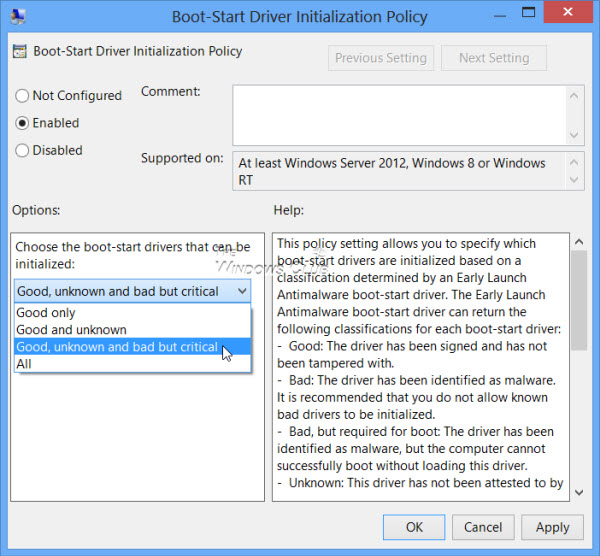 Boot-Start Driver Initialization Policy
Boot-Start Driver Initialization Policy
Previous Setting
Next Setting
Not Configured
Comment:
Enabled
Disabled
Supported on:
At least Windows Server 2012, Windows 8 or Windows
RT
Options:
Help:
Choose the boot-start drivers that can be
initialized:
Good, unknown and bad but critical
Good only
Good and unknown
Good, unknown and bad but critical
All
THE
WINDOWS CLUB
This policy setting allows you to specify which
boot-start drivers are initialized based on a
classification determined by an Early Launch
Antimalware boot-start driver. The Early Launch
Antimalware boot-start driver can return the
following classifications for each boot-start driver:
- Good: The driver has been signed and has not
been tampered with.
- Bad: The driver has been identified as malware.
It is recommended that you do not allow known
bad drivers to be initialized.
- Bad, but required for boot: The driver has been
identified as malware, but the computer cannot
successfully boot without loading this driver.
- Unknown: This driver has not been attested to by
OK
Cancel
Apply